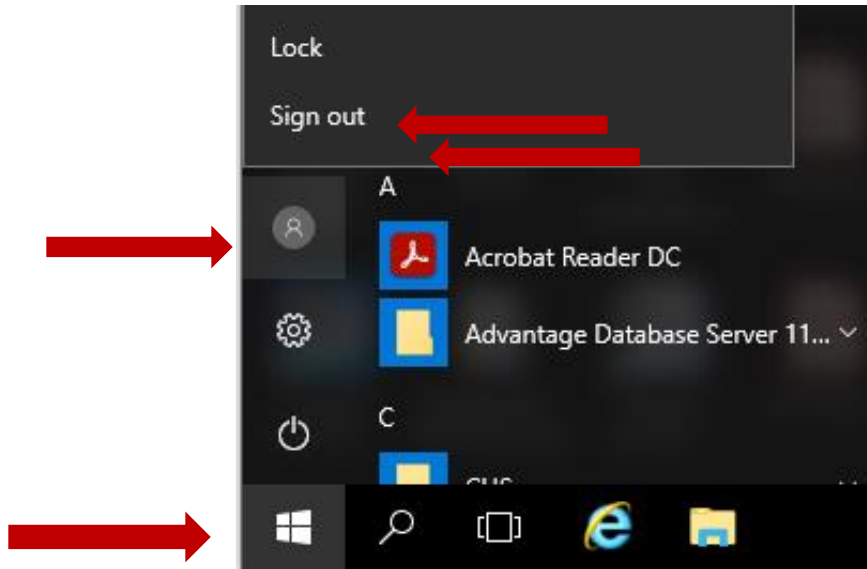 Lock
Sign out
A
Acrobat Reader DC
Advantage Database Server 11...
C